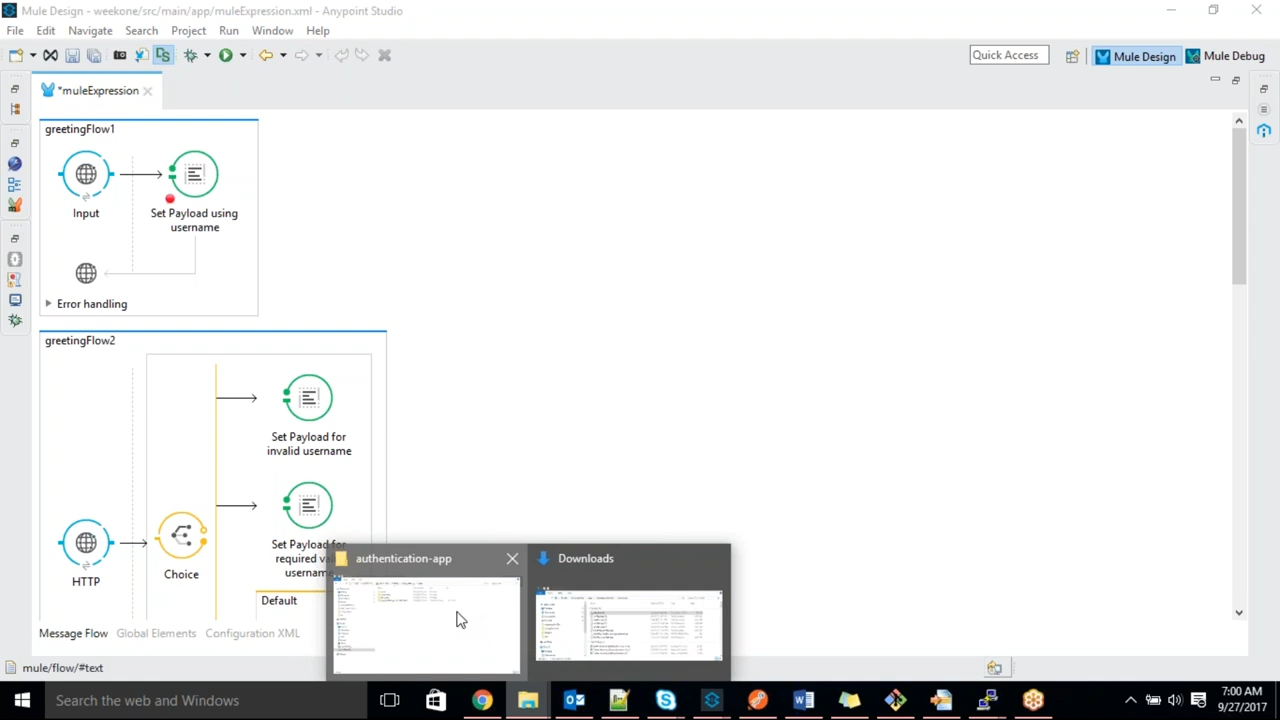 Mule Design - weekone/src/main/app/muleExpression.xml - Anypoint Studio
File Edit Navigate Search Project Run Window Help
Quick Access
Mule Design
Mule Debug
*muleExpression
greetingFlow1
Input
Set Payload using
username
Error handling
greetingFlow2
Set Payload for
invalid username
HTTP
Choice
Set Payload for
required
username
Default
authentication-app
Downloads
Message Flow Global Elements Configuration XML
mule/flow/#text
Search the web and Windows
7:00 AM
9/27/2017